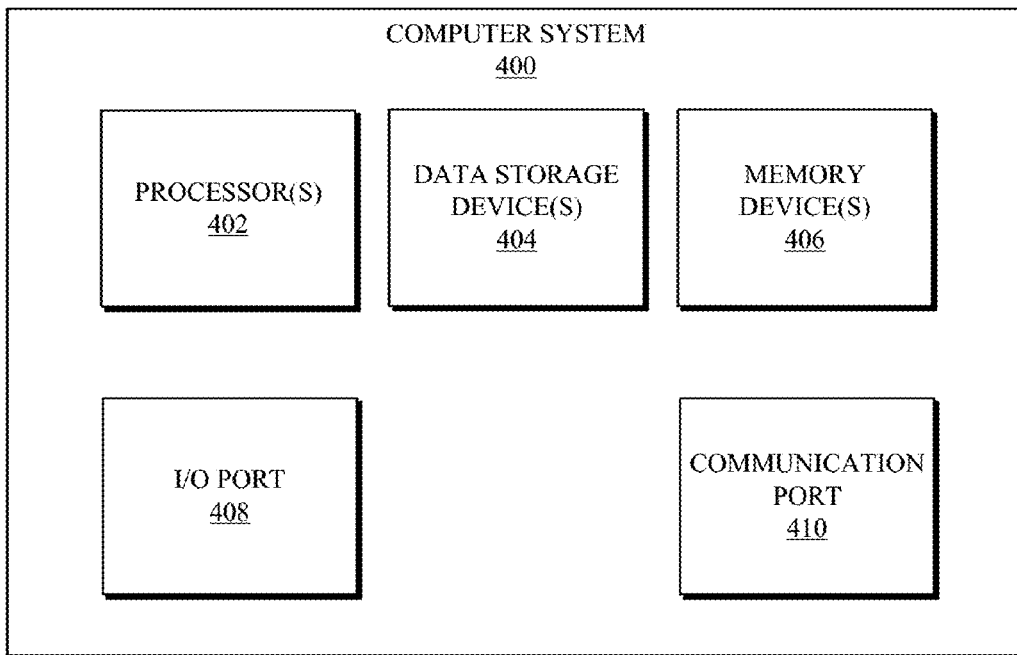 COMPUTER SYSTEM
400
PROCESSOR(S)
402
DATA STORAGE
DEVICE(S)
404
MEMORY
DEVICE(S)
406
I/O PORT
408
COMMUNICATION
PORT
410